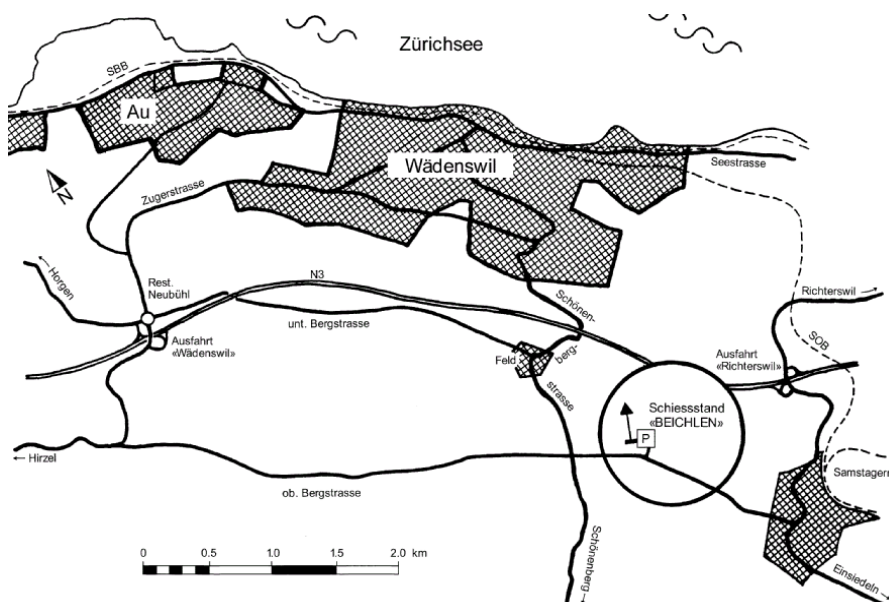 Zürichsee
SBB
Au
Wädenswil
Seestrasse
N
Zugerstrasse
Horgen
Rest.
Neubühl
N3
Schönen-
Richterswil
unt. Bergstrasse
berg-
SOB
Ausfahrt
«Wädenswil»
Feld
Ausfahrt
«Richterswil»
strasse
Schiessstand
«BEICHLEN»
P
Hirzel
Samstagern
ob. Bergstrasse
Schönenberg
0 0.5 1.0 1.5 2.0 km
Einsiedeln